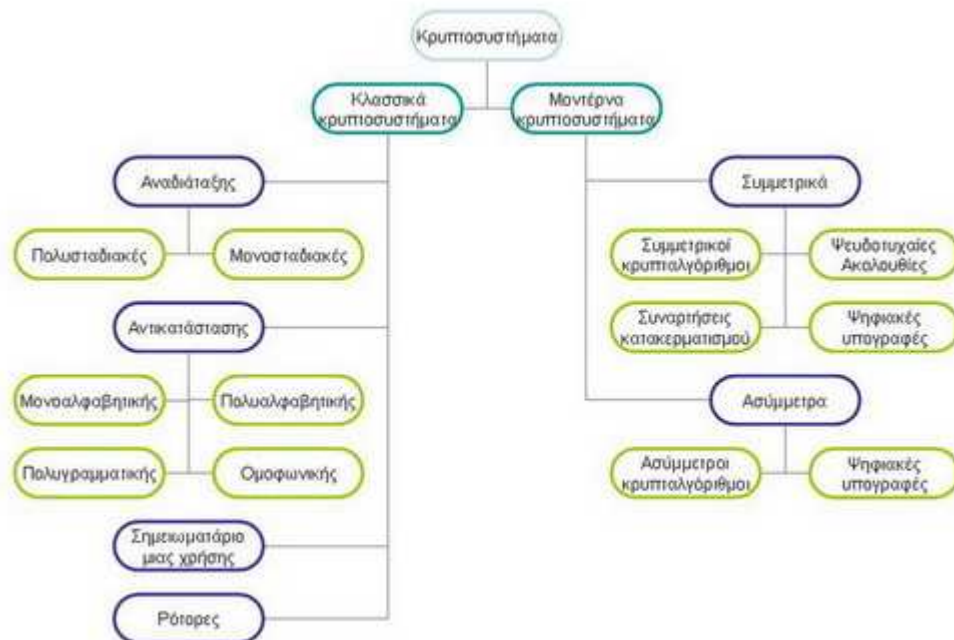 Κρυπτοσυστήματα
Κλασσικά
κρυπτοσυστήματα
Μοντέρνα
κρυπτοσυστήματα
Αναδιάταξης
Πολυσταδιακές
Μονοσταδιακές
Αντικατάστασης
Μονοαλφαβητικής
Πολυαλφαβητικής
Πολυγραμματικής
Ομοφωνικής
Σημειωματάριο
μιας χρήσης
Ρότορες
Συμμετρικά
Συμμετρικοί
κρυπταλγόριθμοι
Ψευδοτυχαίες
Ακολουθίες
Συναρτήσεις
κατακερματισμού
Ψηφιακές
υπογραφές
Ασύμμετρα
Ασύμμετροι
κρυπταλγόριθμοι
Ψηφιακές
υπογραφές